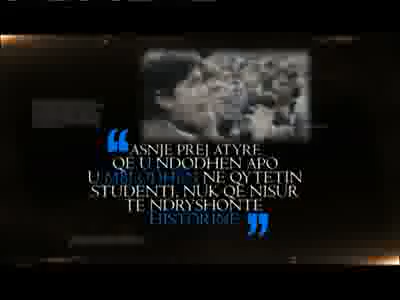 “ASNJE PREJ ATYRE
QE U NDODHEN APO
U MBLODHEN NE QYTETIN
STUDENTI, NUK QE NISUR
TE NDRYSHONTE
HISTORINE”